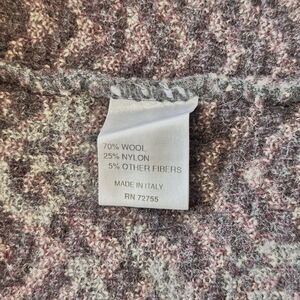 70% WOOL
25% NYLON
5% OTHER FIBERS
MADE IN ITALY
RN 72755